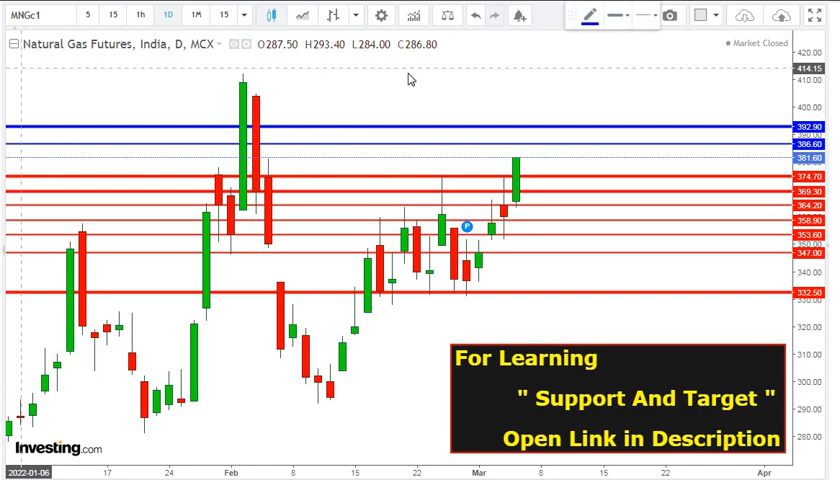 MNGc1 5 15 1h 1D 1M 15
Natural Gas Futures, India, D, MCX O287.50 H293.40 L284.00 C286.80
Market Closed
420.00
414.15
400.00
392.90
386.60
381.60
374.70
369.30
364.20
358.90
353.60
347.00
340.00
332.50
320.00
310.00
300.00
290.00
280.00
P
For Learning
" Support And Target "
Open Link in Description
Investing.com
2022-01-06 17 24 Feb 8 15 22 Mar 8 15 22 Apr